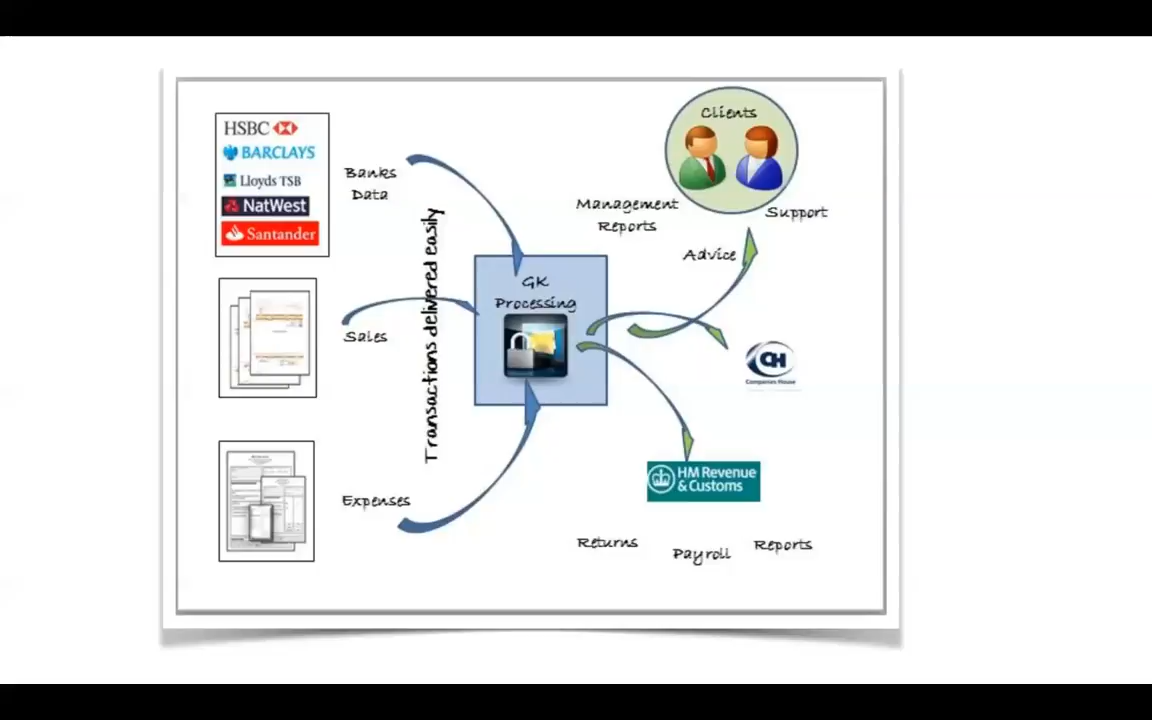 HSBC
BARCLAYS
Lloyds TSB
NatWest
Santander
Banks
Data
Sales
Expenses
Transactions delivered easily
GK
Processing
Clients
Management
Reports
Support
Advice
CH
Companies House
HM Revenue
& Customs
Returns
Payroll
Reports